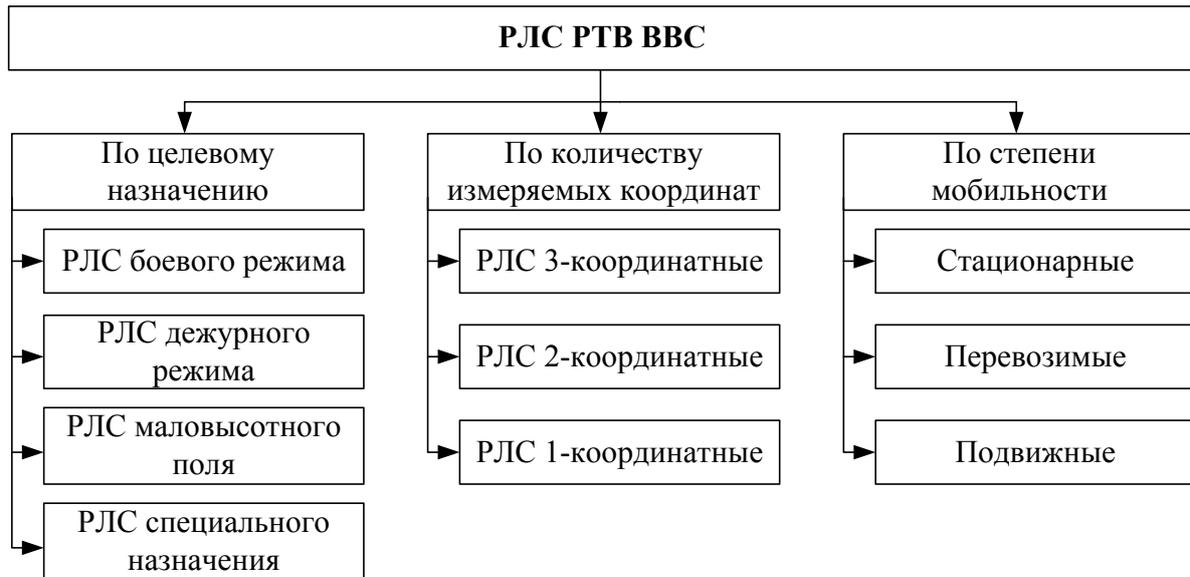 РЛС РТВ ВВС
По целевому
назначению
РЛС боевого режима
РЛС дежурного
режима
РЛС маловысотного
поля
РЛС специального
назначения
По количеству
измеряемых координат
РЛС 3-координатные
РЛС 2-координатные
РЛС 1-координатные
По степени
мобильности
Стационарные
Перевозимые
Подвижные